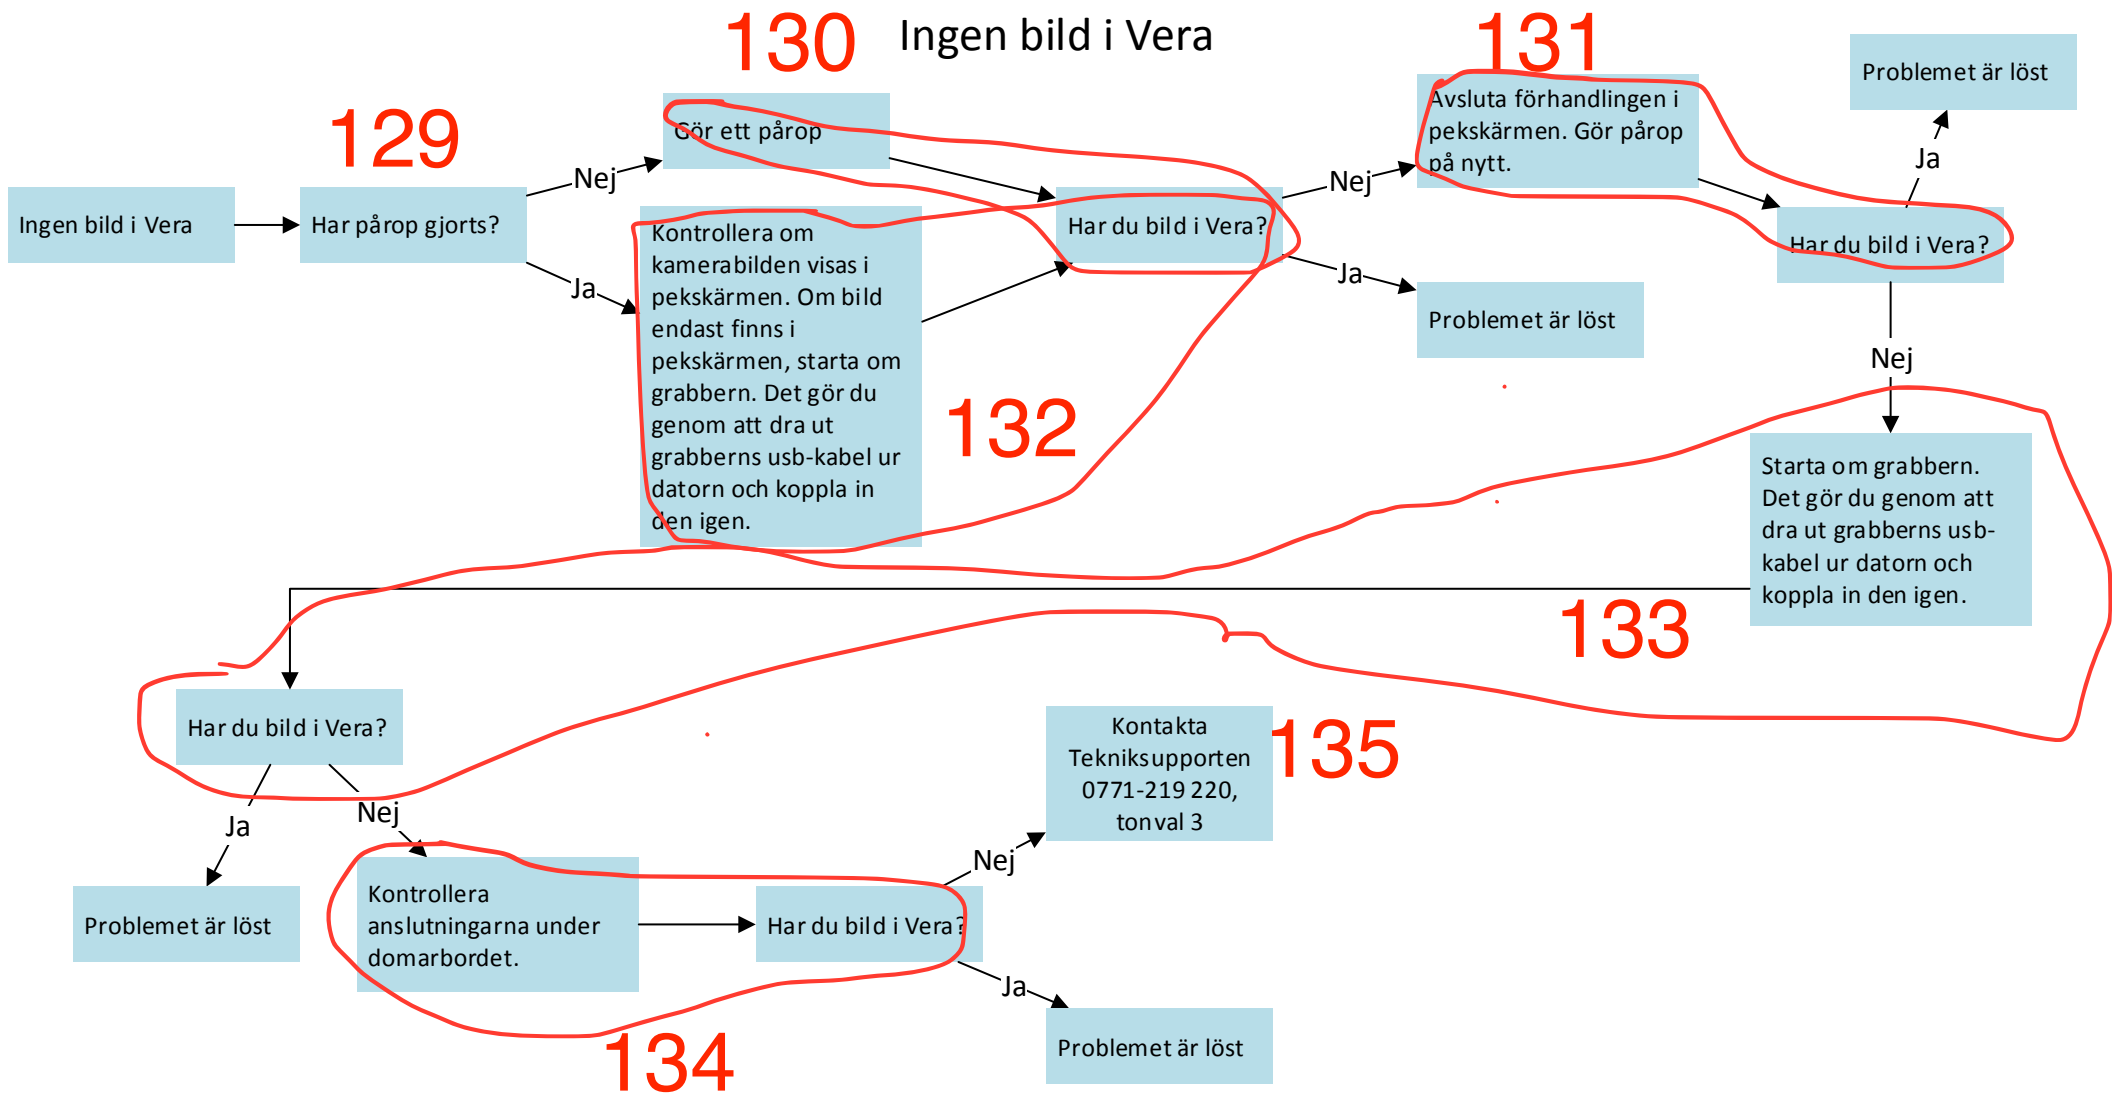 130
Ingen bild i Vera
131
Problemet är löst
129
Gör ett pårop
Avsluta förhandlingen i
pekskärmen. Gör pårop
på nytt.
Ja
Nej
Nej
Ingen bild i Vera
Har pårop gjorts?
Har du bild i Vera?
Har du bild i Vera?
Ja
Kontrollera om
kamerabilden visas i
pekskärmen. Om bild
endast finns i
pekskärmen, starta om
grabbern. Det gör du
genom att dra ut
grabberns usb-kabel ur
datorn och koppla in
den igen.
Ja
Problemet är löst
Nej
132
Starta om grabbern.
Det gör du genom att
dra ut grabberns usb-
kabel ur datorn och
koppla in den igen.
133
Har du bild i Vera?
Kontakta
Tekniksupporten
0771-219 220,
tonval 3
135
Ja
Nej
Nej
Problemet är löst
Kontrollera
anslutningarna under
domarbordet.
Har du bild i Vera?
Ja
134
Problemet är löst